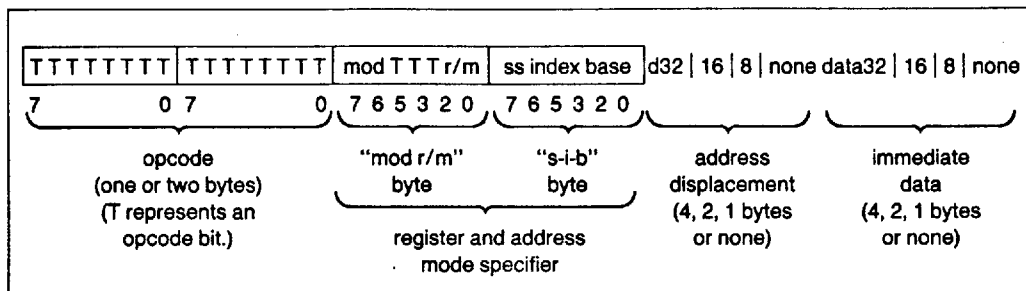 TTTTTTTT TTTTTTTT mod TTT r/m ss index base d32 | 16 | 8 | none data32 | 16 | 8 | none
7 0 7 0 7 6 5 3 2 0 7 6 5 3 2 0
opcode "mod r/m" "s-i-b" address immediate
(one or two bytes) byte byte displacement data
(T represents an (4, 2, 1 bytes (4, 2, 1 bytes
opcode bit.) or none) or none)
register and address
mode specifier